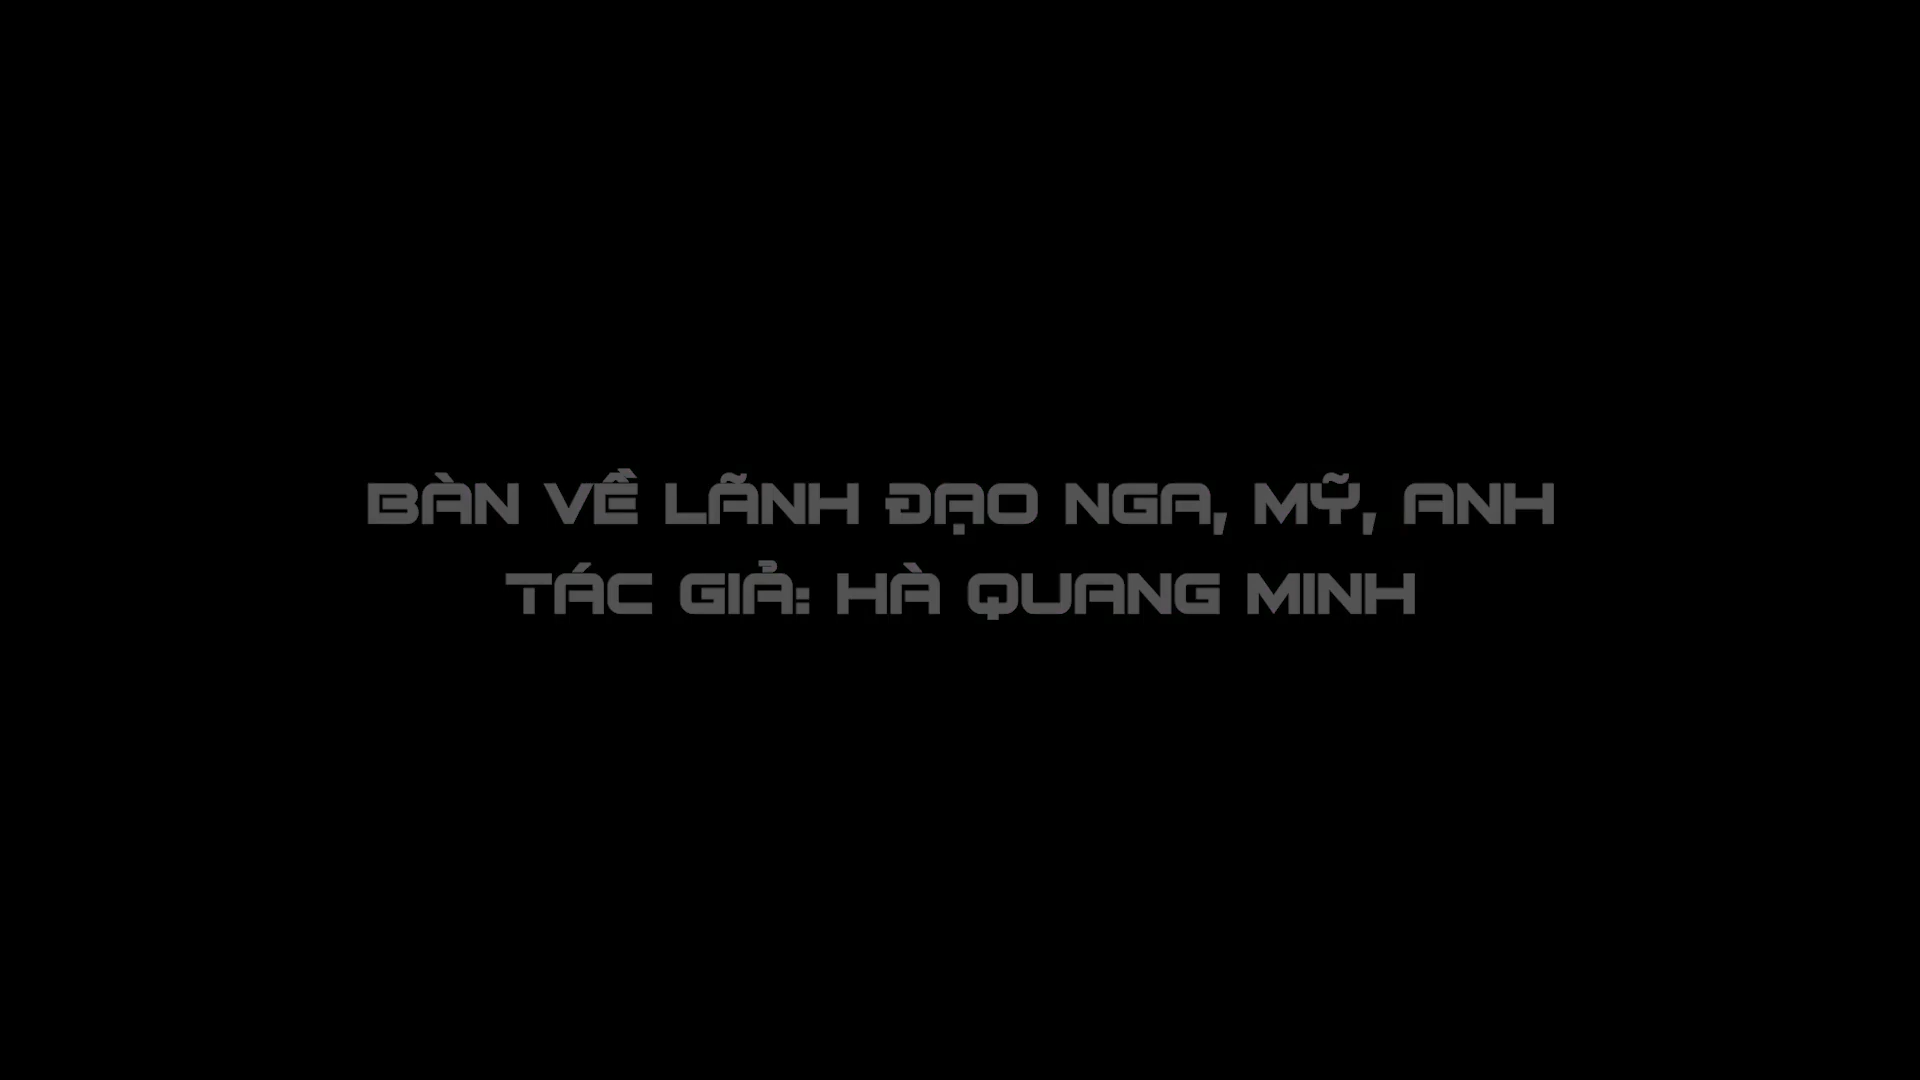 BÀN VỀ LÃNH ĐẠO NGA, MỸ, ANH
TÁC GIẢ: HÀ QUANG MINH